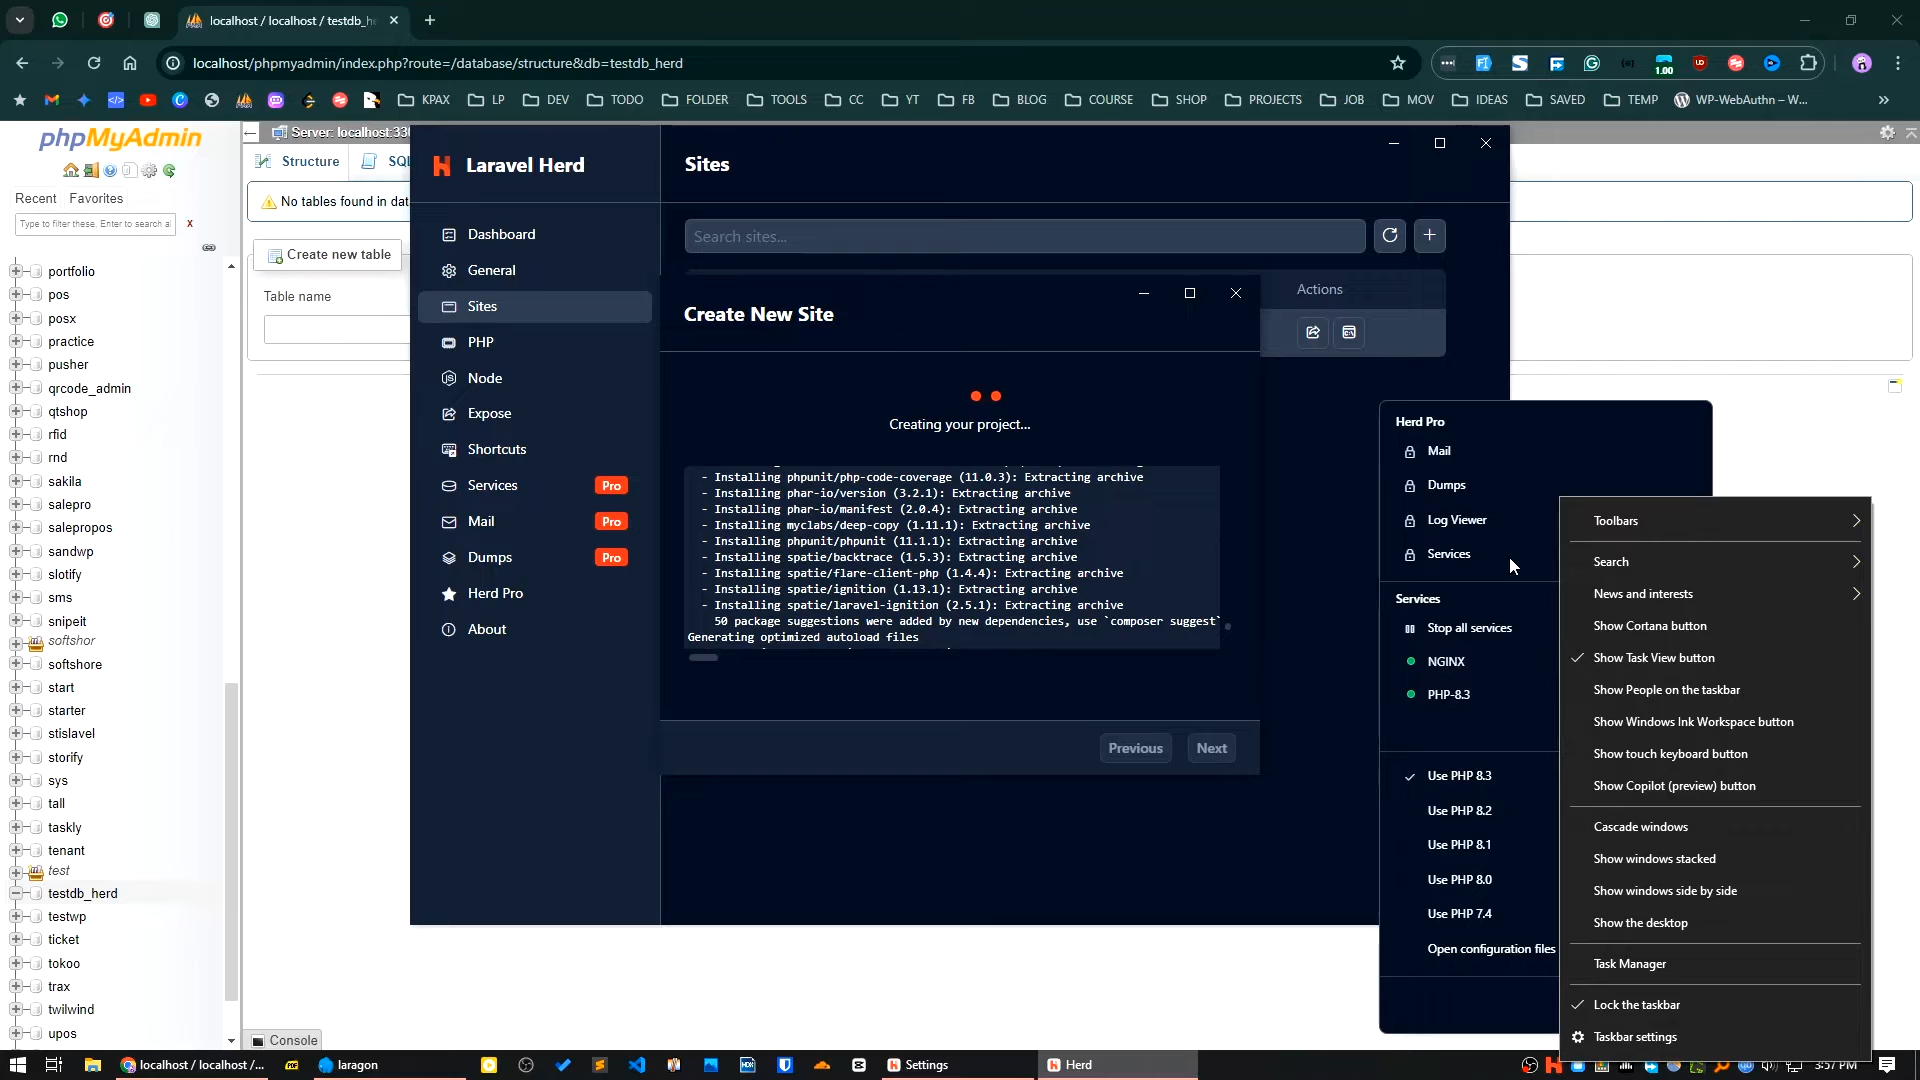 localhost / localhost / testdb_he
localhost/phpmyadmin/index.php?route=/database/structure&db=testdb_herd
1.00
KPAX
LP
DEV
TODO
FOLDER
TOOLS
CC
YT
FB
BLOG
COURSE
SHOP
PROJECTS
JOB
MOV
IDEAS
SAVED
TEMP
WP-WebAuthn – W...
phpMyAdmin
Recent Favorites
Type to filter these, Enter to search al
X
portfolio
pos
posx
practice
pusher
qrcode_admin
qtshop
rfid
rnd
sakila
salepro
salepropos
sandwp
slotify
sms
snipeit
softshor
softshore
start
starter
stislavel
storify
sys
tall
taskly
tenant
test
testdb_herd
testwp
ticket
tokoo
trax
twilwind
upos
Server: localhost:330
Structure
SQL
No tables found in dat
Create new table
Table name
Console
Laravel Herd
Dashboard
General
Sites
PHP
Node
Expose
Shortcuts
Services Pro
Mail Pro
Dumps Pro
Herd Pro
About
Sites
Search sites...
Actions
Create New Site
Creating your project...
- Installing phpunit/php-code-coverage (11.0.3): Extracting archive
- Installing phar-io/version (3.2.1): Extracting archive
- Installing phar-io/manifest (2.0.4): Extracting archive
- Installing myclabs/deep-copy (1.11.1): Extracting archive
- Installing phpunit/phpunit (11.1.1): Extracting archive
- Installing spatie/backtrace (1.5.3): Extracting archive
- Installing spatie/flare-client-php (1.4.4): Extracting archive
- Installing spatie/ignition (1.13.1): Extracting archive
- Installing spatie/laravel-ignition (2.5.1): Extracting archive
50 package suggestions were added by new dependencies, use `composer suggest`
Generating optimized autoload files
Previous
Next
Herd Pro
Mail
Dumps
Log Viewer
Services
Services
Stop all services
NGINX
PHP-8.3
Use PHP 8.3
Use PHP 8.2
Use PHP 8.1
Use PHP 8.0
Use PHP 7.4
Open configuration files
Toolbars
Search
News and interests
Show Cortana button
Show Task View button
Show People on the taskbar
Show Windows Ink Workspace button
Show touch keyboard button
Show Copilot (preview) button
Cascade windows
Show windows stacked
Show windows side by side
Show the desktop
Task Manager
Lock the taskbar
Taskbar settings
localhost / localhost /...
laragon
Settings
Herd
3:57 PM